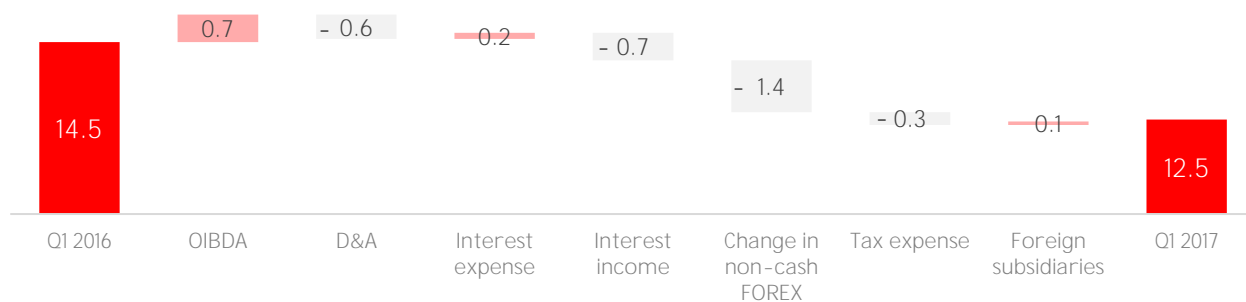 0.7
- 0.6
0.2
- 0.7
- 1.4
- 0.3
0.1
14.5
12.5
Q1 2016
OIBDA
D&A
Interest
expense
Interest
income
Change in
non-cash
FOREX
Tax expense
Foreign
subsidiaries
Q1 2017